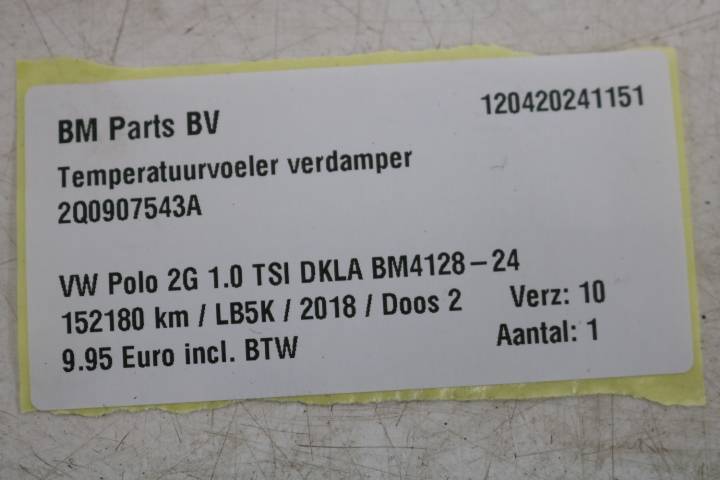 BM Parts BV 120420241151
Temperatuurvoeler verdamper
2Q0907543A
VW Polo 2G 1.0 TSI DKLA BM4128-24
152180 km / LB5K / 2018 / Doos 2 Verz: 10
9.95 Euro incl. BTW Aantal: 1